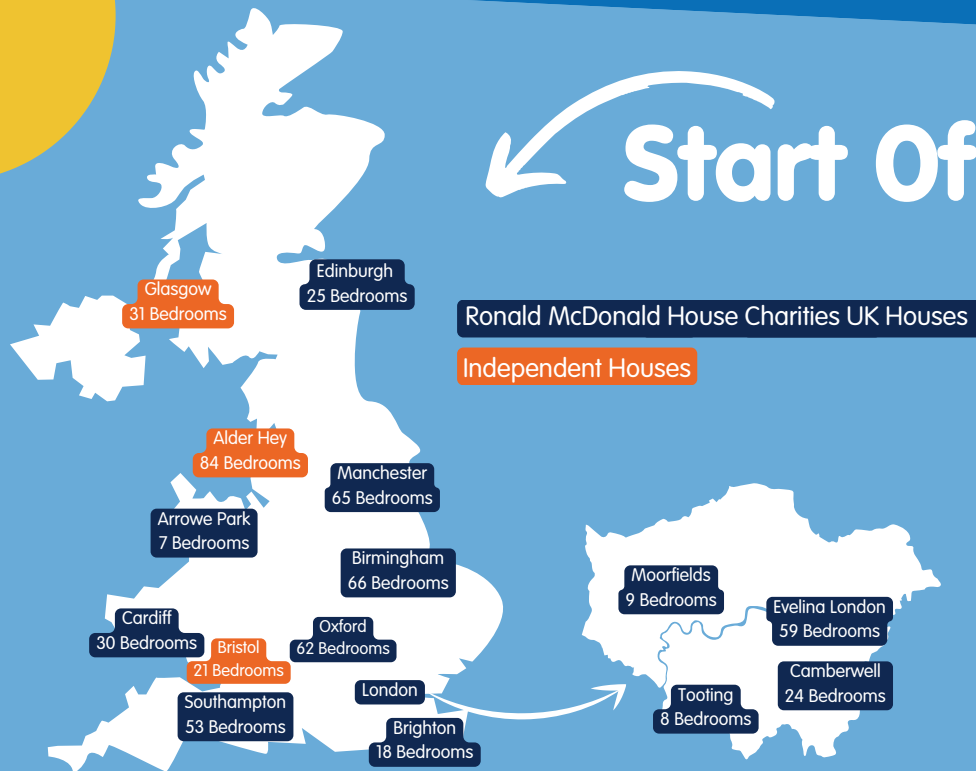 Start Of
Edinburgh
25 Bedrooms
Glasgow
31 Bedrooms
Ronald McDonald House Charities UK Houses
Independent Houses
Alder Hey
84 Bedrooms
Manchester
65 Bedrooms
Arrowe Park
7 Bedrooms
Birmingham
66 Bedrooms
Cardiff
30 Bedrooms
Bristol
21 Bedrooms
Oxford
62 Bedrooms
Southampton
53 Bedrooms
London
Brighton
18 Bedrooms
Moorfields
9 Bedrooms
Evelina London
59 Bedrooms
Camberwell
24 Bedrooms
Tooting
8 Bedrooms